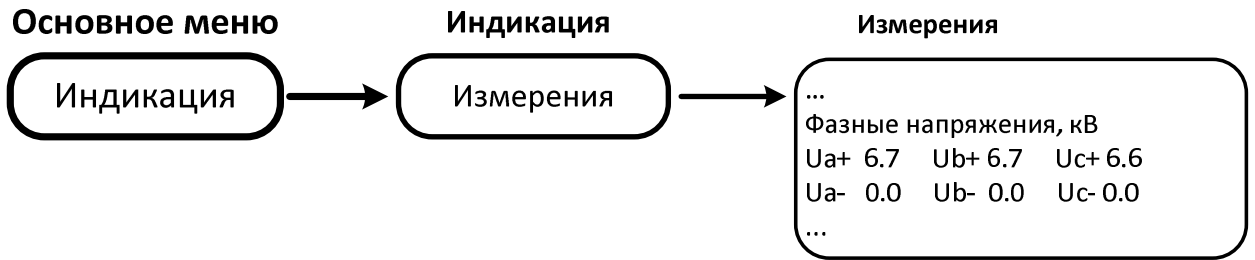 Основное меню
Индикация
Индикация
Измерения
Измерения
...
Фазные напряжения, кВ
Ua+ 6.7 Ub+ 6.7 Uc+ 6.6
Ua- 0.0 Ub- 0.0 Uc- 0.0
...